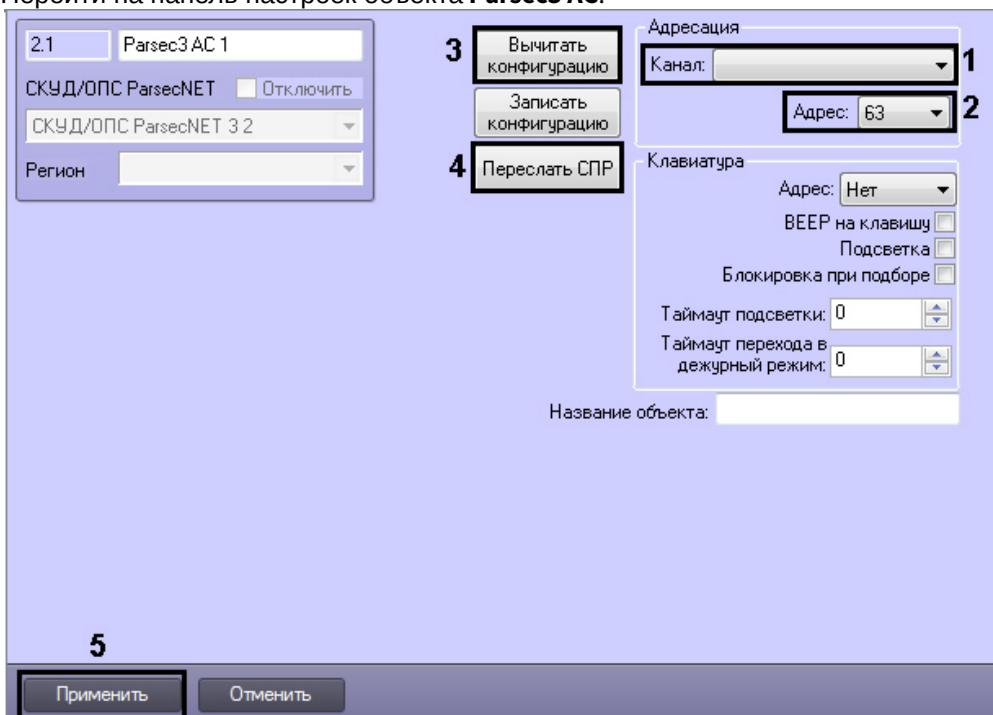 Перейти на панель настроек объекта Parsec3 AC.
2.1 Parsec3 AC 1
СКУД/ОПС ParsecNET Отключить
СКУД/ОПС ParsecNET 3 2
Регион
3 Вычитать
конфигурацию
Записать
конфигурацию
4 Переслать СПР
Адресация
Канал: 1
Адрес: 63 2
Клавиатура
Адрес: Нет
BEEP на клавишу
Подсветка
Блокировка при подборе
Таймаут подсветки: 0
Таймаут перехода в
дежурный режим: 0
Название объекта:
5
Применить Отменить